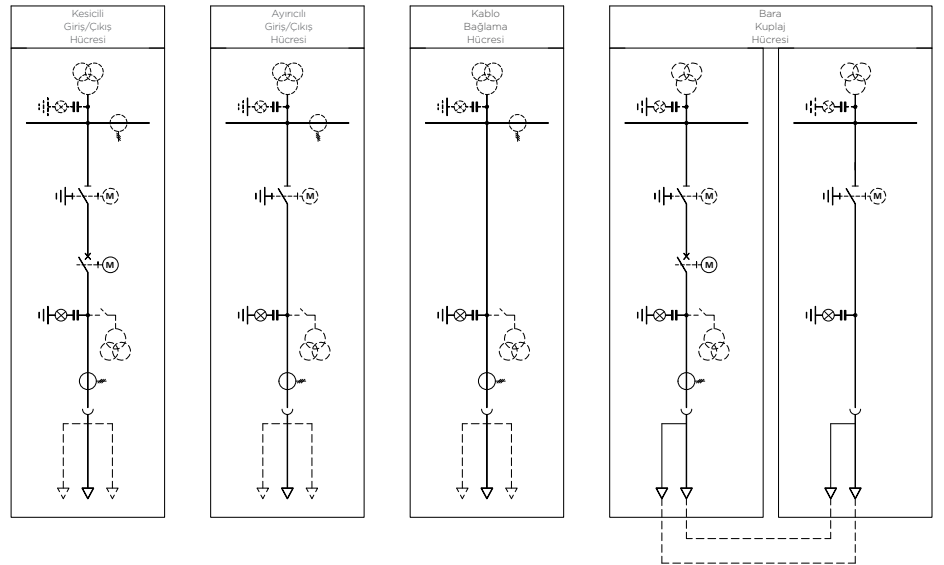 Kesicili
Giriş/Çıkış
Hücresi
Ayırıcılı
Giriş/Çıkış
Hücresi
Kablo
Bağlama
Hücresi
Bara
Kuplaj
Hücresi
M
M
M
M
M
M